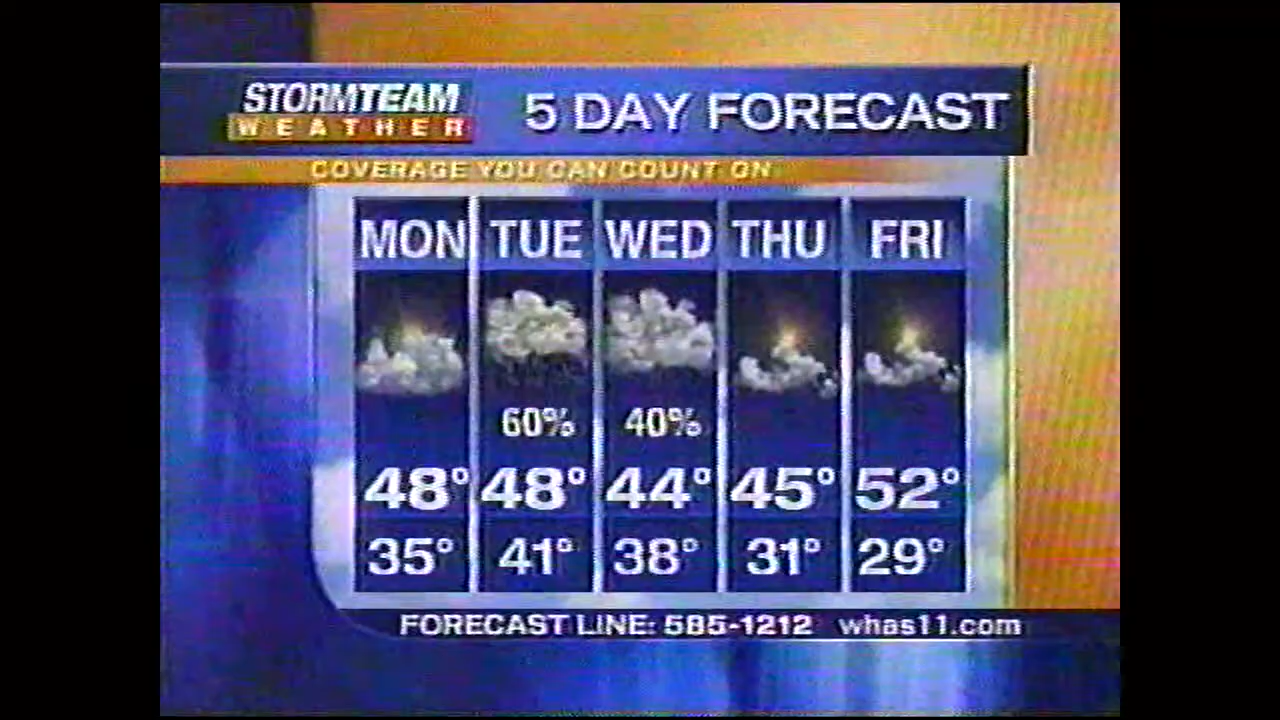 STORMTEAM
WEATHER
5 DAY FORECAST
COVERAGE YOU CAN COUNT ON
MON TUE WED THU FRI
60% 40%
48° 48° 44° 45° 52°
35° 41° 38° 31° 29°
FORECAST LINE: 585-1212 whas11.com